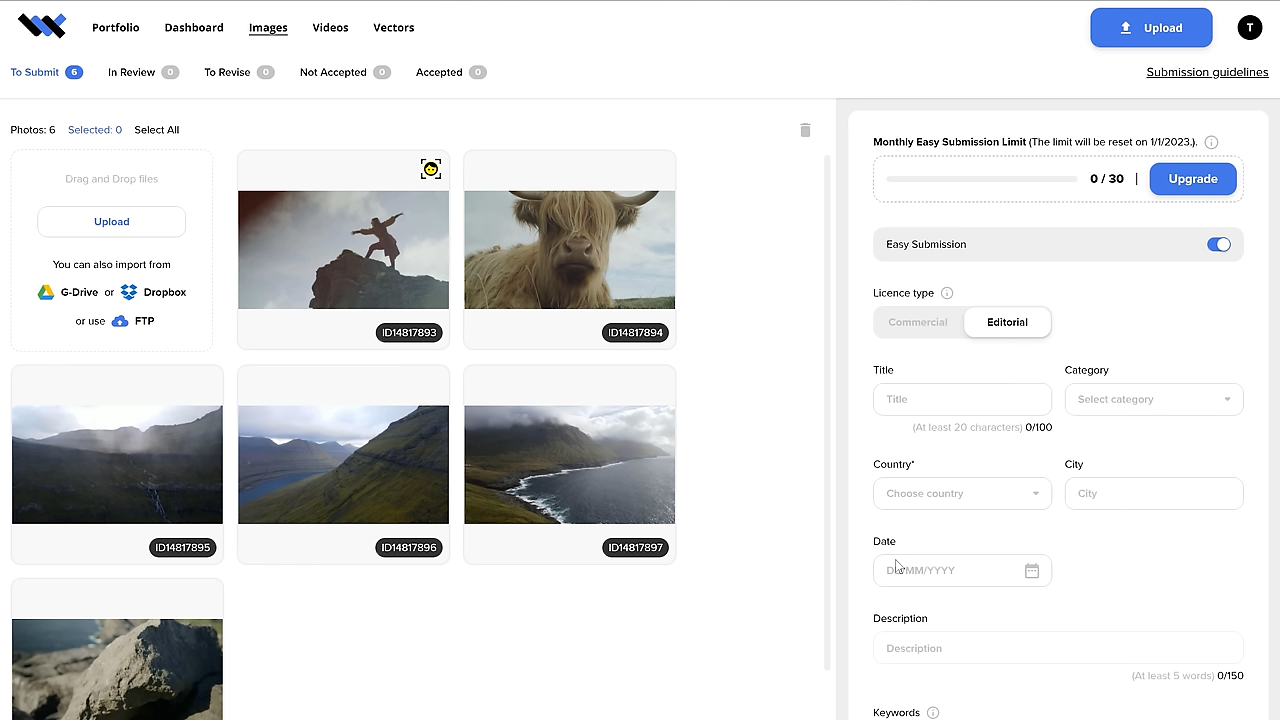 Portfolio Dashboard Images Videos Vectors Upload T
To Submit 6 In Review 0 To Revise 0 Not Accepted 0 Accepted 0 Submission guidelines
Photos: 6 Selected: 0 Select All
Drag and Drop files
Upload
You can also import from
G-Drive or Dropbox
or use FTP
ID14817893
ID14817894
ID14817895
ID14817896
ID14817897
Monthly Easy Submission Limit (The limit will be reset on 1/1/2023.).
0 / 30 | Upgrade
Easy Submission
Licence type
Commercial Editorial
Title Category
Title Select category
(At least 20 characters) 0/100
Country* City
Choose country City
Date
MM/YYYY
Description
Description
(At least 5 words) 0/150
Keywords